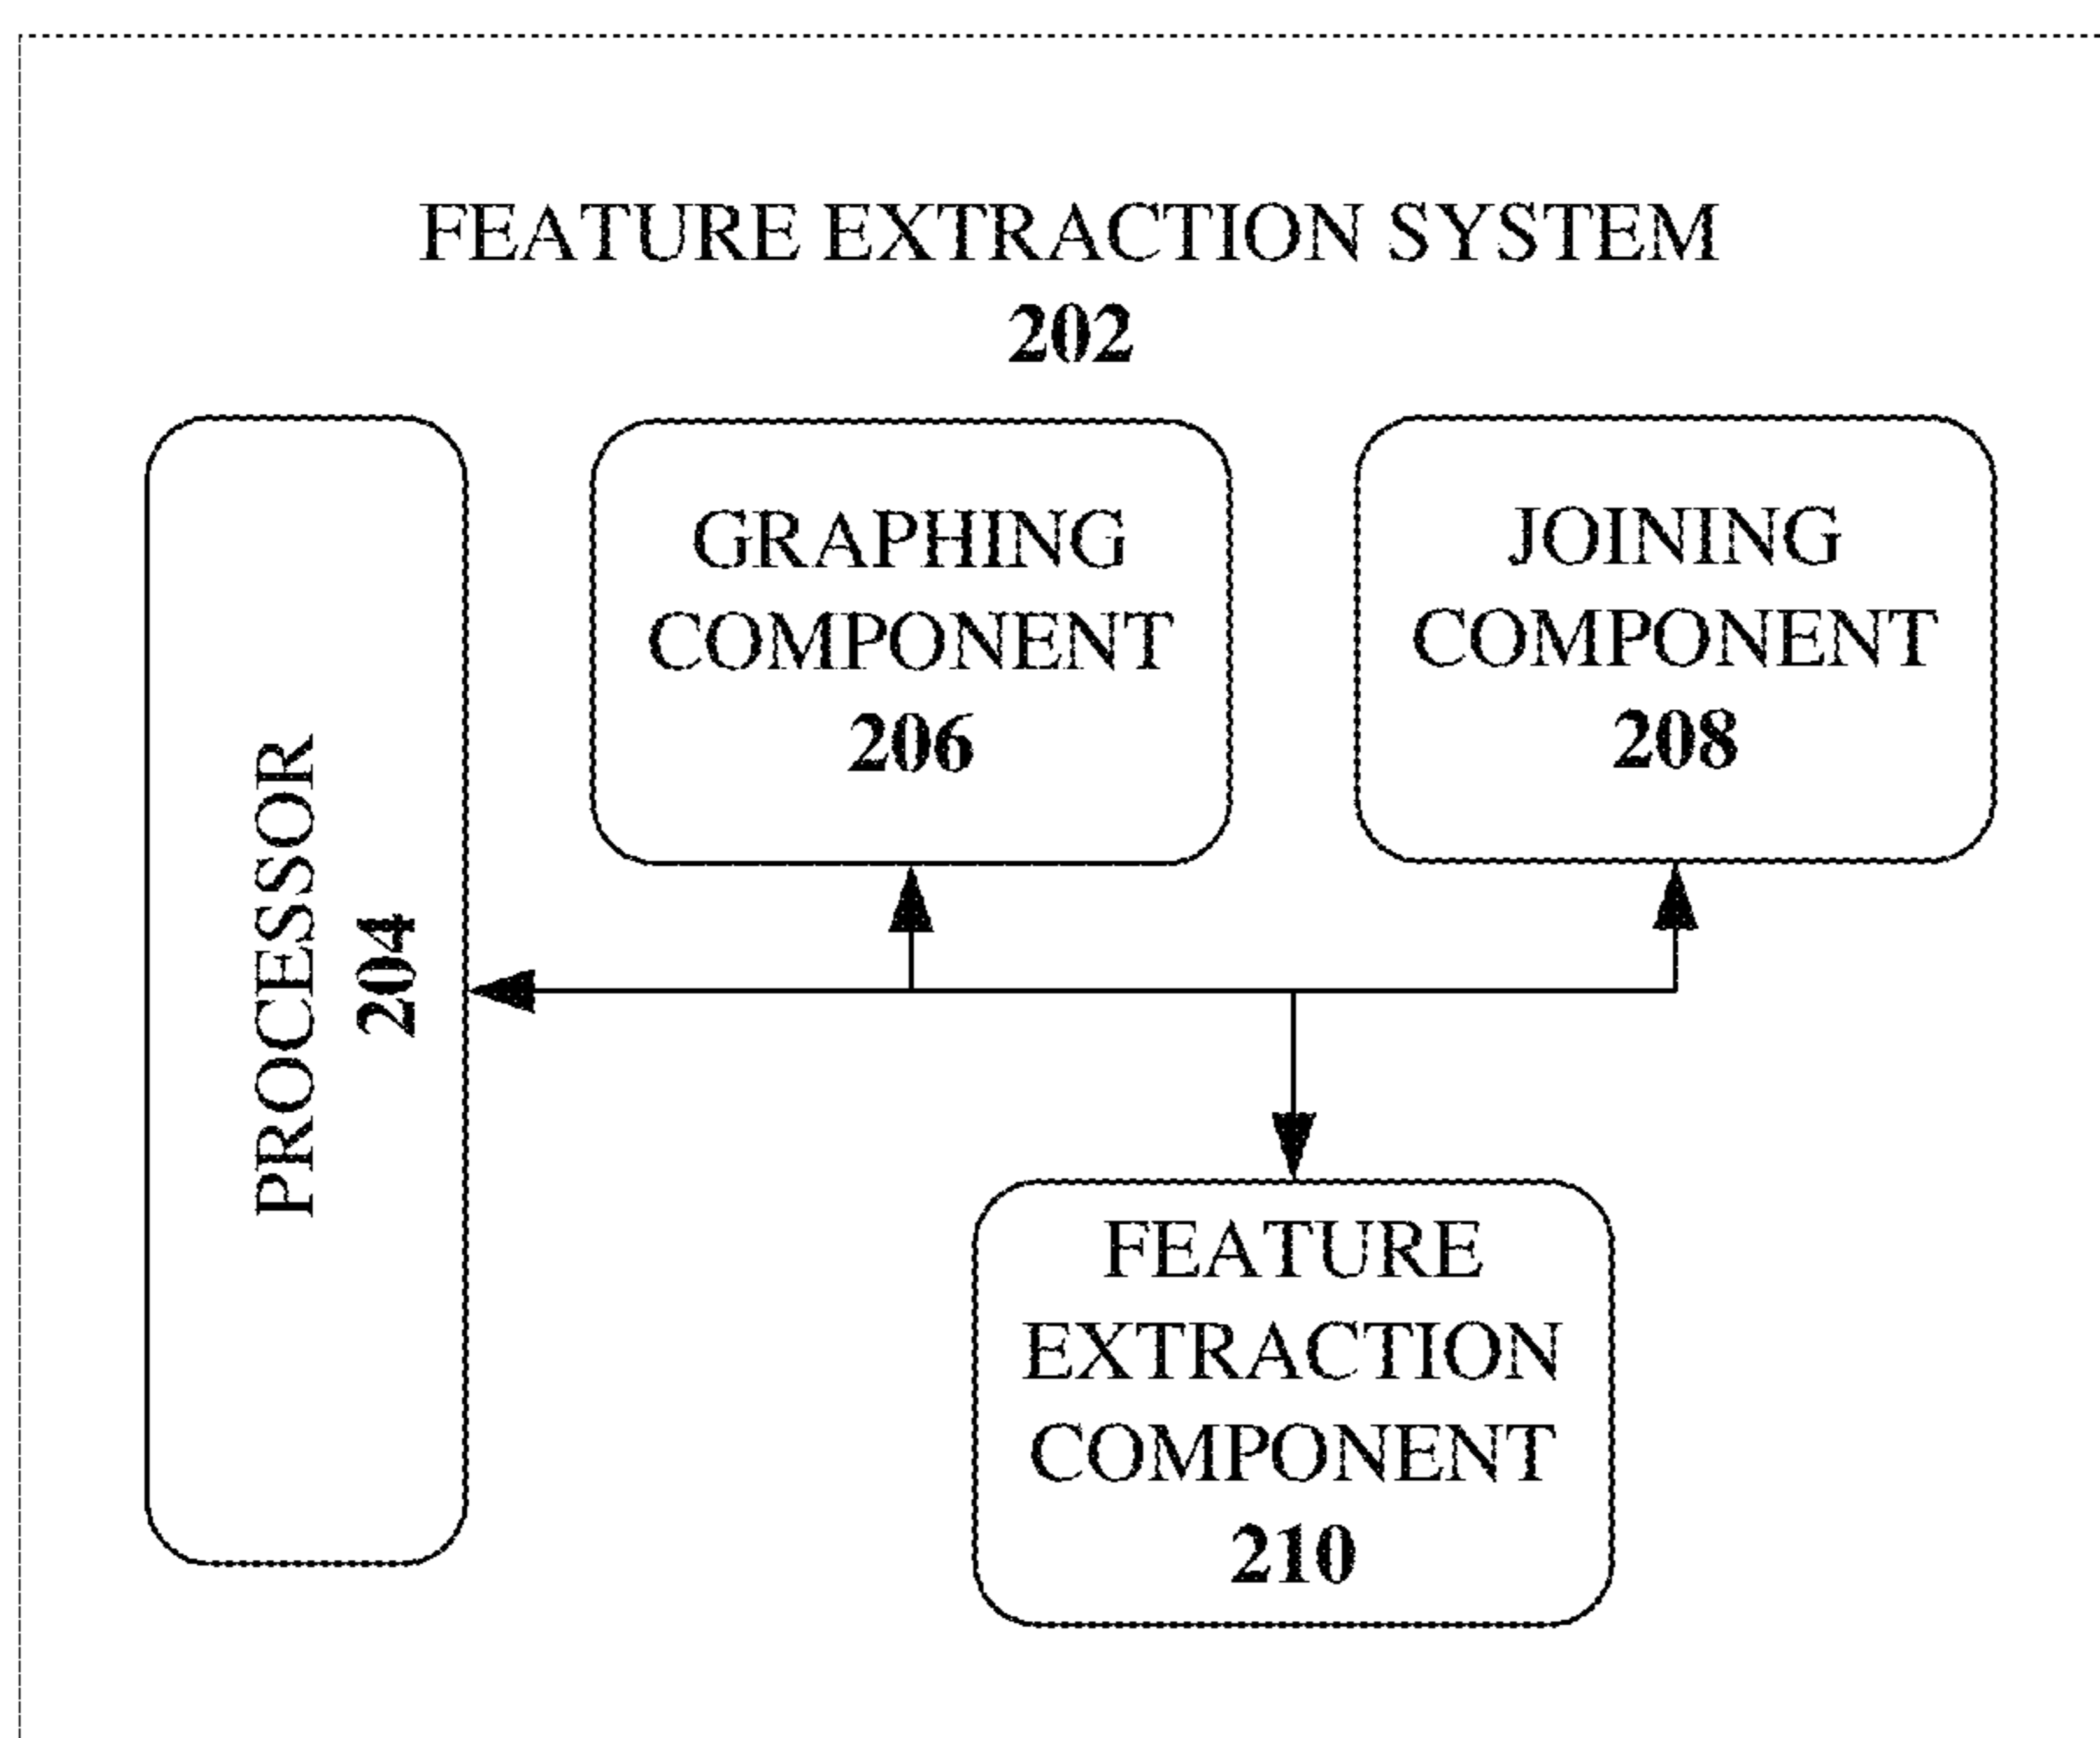 FEATURE EXTRACTION SYSTEM
202
PROCESSOR
204
GRAPHING
COMPONENT
206
JOINING
COMPONENT
208
FEATURE
EXTRACTION
COMPONENT
210